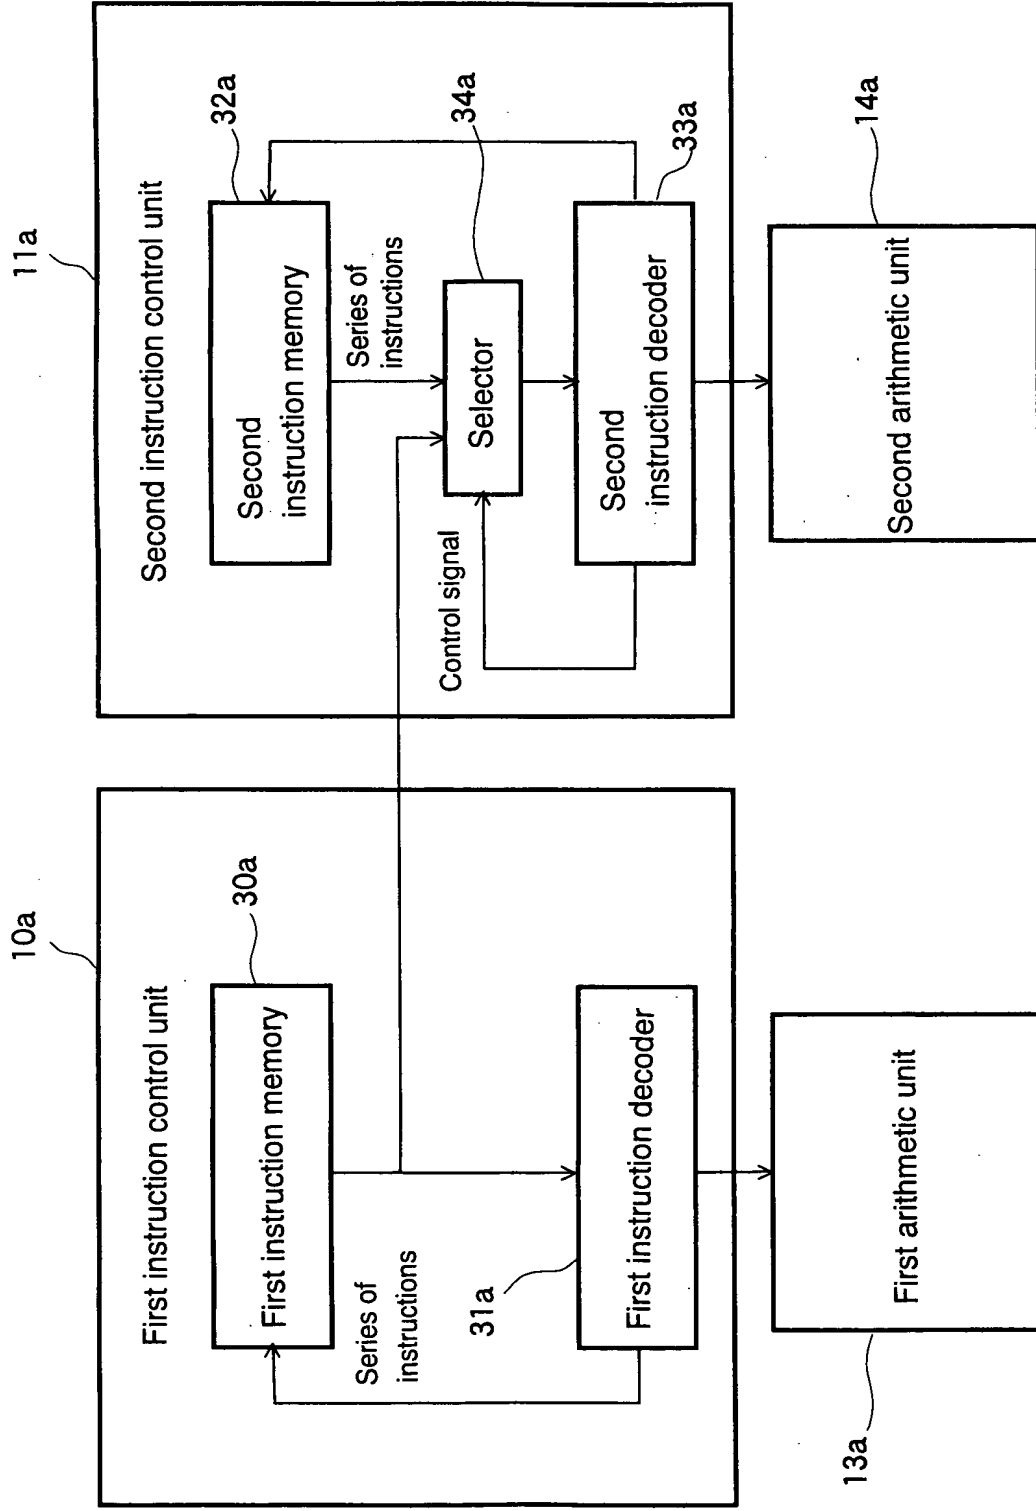 10a
First instruction control unit
30a
First instruction memory
Series of
instructions
31a
First instruction decoder
First arithmetic unit
13a
11a
Second instruction control unit
32a
Second
instruction memory
Series of
instructions
34a
Selector
Control signal
33a
Second
instruction decoder
14a
Second arithmetic unit